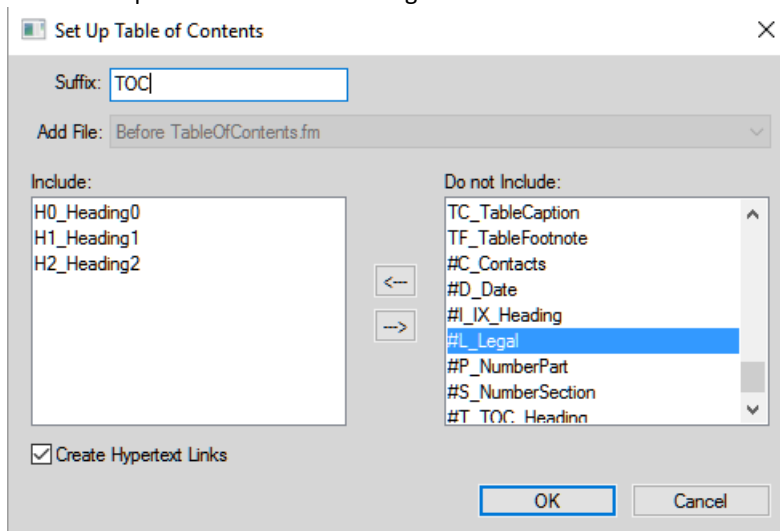 Set Up Table of Contents
Suffix: TOC
Add File: Before TableOfContents.fm
Include:
H0_Heading0
H1_Heading1
H2_Heading2
<---
--->
Do not Include:
TC_TableCaption
TF_TableFootnote
#C_Contacts
#D_Date
#I_IX_Heading
#L_Legal
#P_NumberPart
#S_NumberSection
#T_TOC_Heading
Create Hypertext Links
OK
Cancel